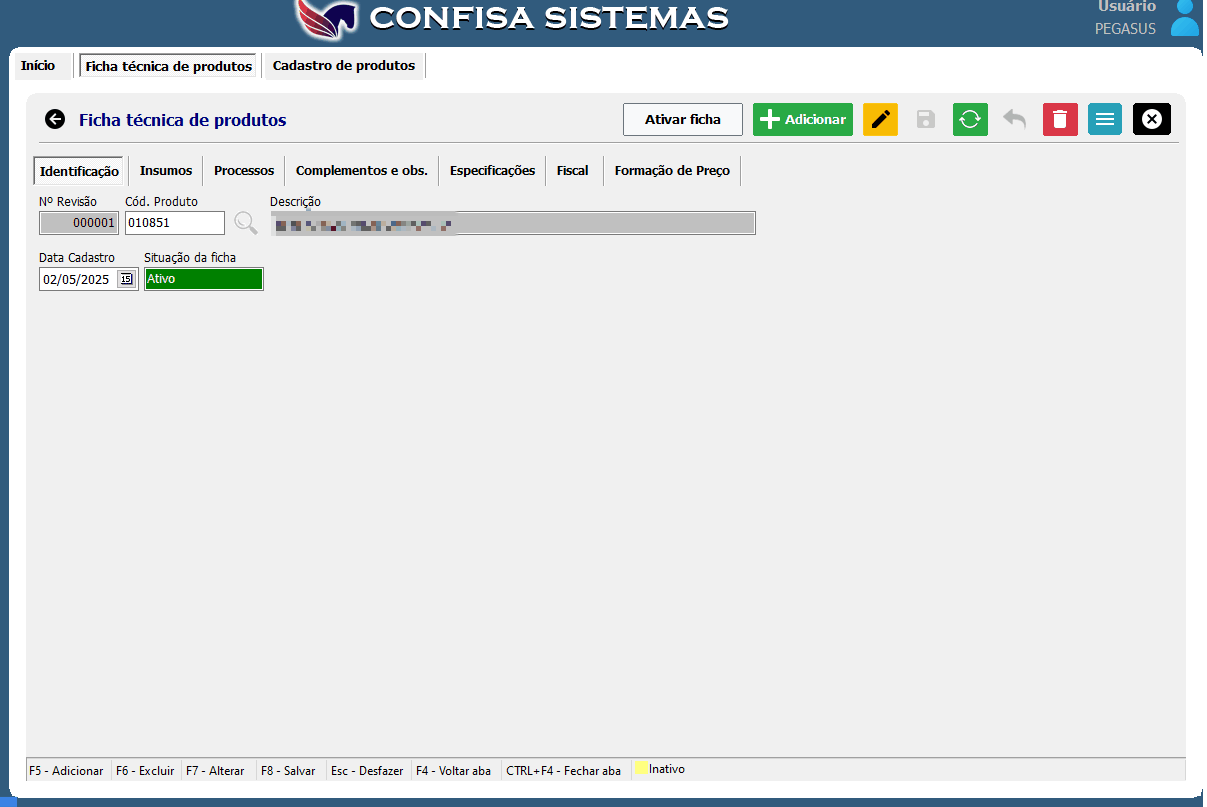 CONFISA SISTEMAS
Usuário
PEGASUS
Início Ficha técnica de produtos Cadastro de produtos
Ficha técnica de produtos Ativar ficha Adicionar
Identificação Insumos Processos Complementos e obs. Especificações Fiscal Formação de Preço
Nº Revisão Cód. Produto Descrição
000001 010851
Data Cadastro Situação da ficha
02/05/2025 15 Ativo
F5 - Adicionar F6 - Excluir F7 - Alterar F8 - Salvar Esc - Desfazer F4 - Voltar aba CTRL+F4 - Fechar aba Inativo